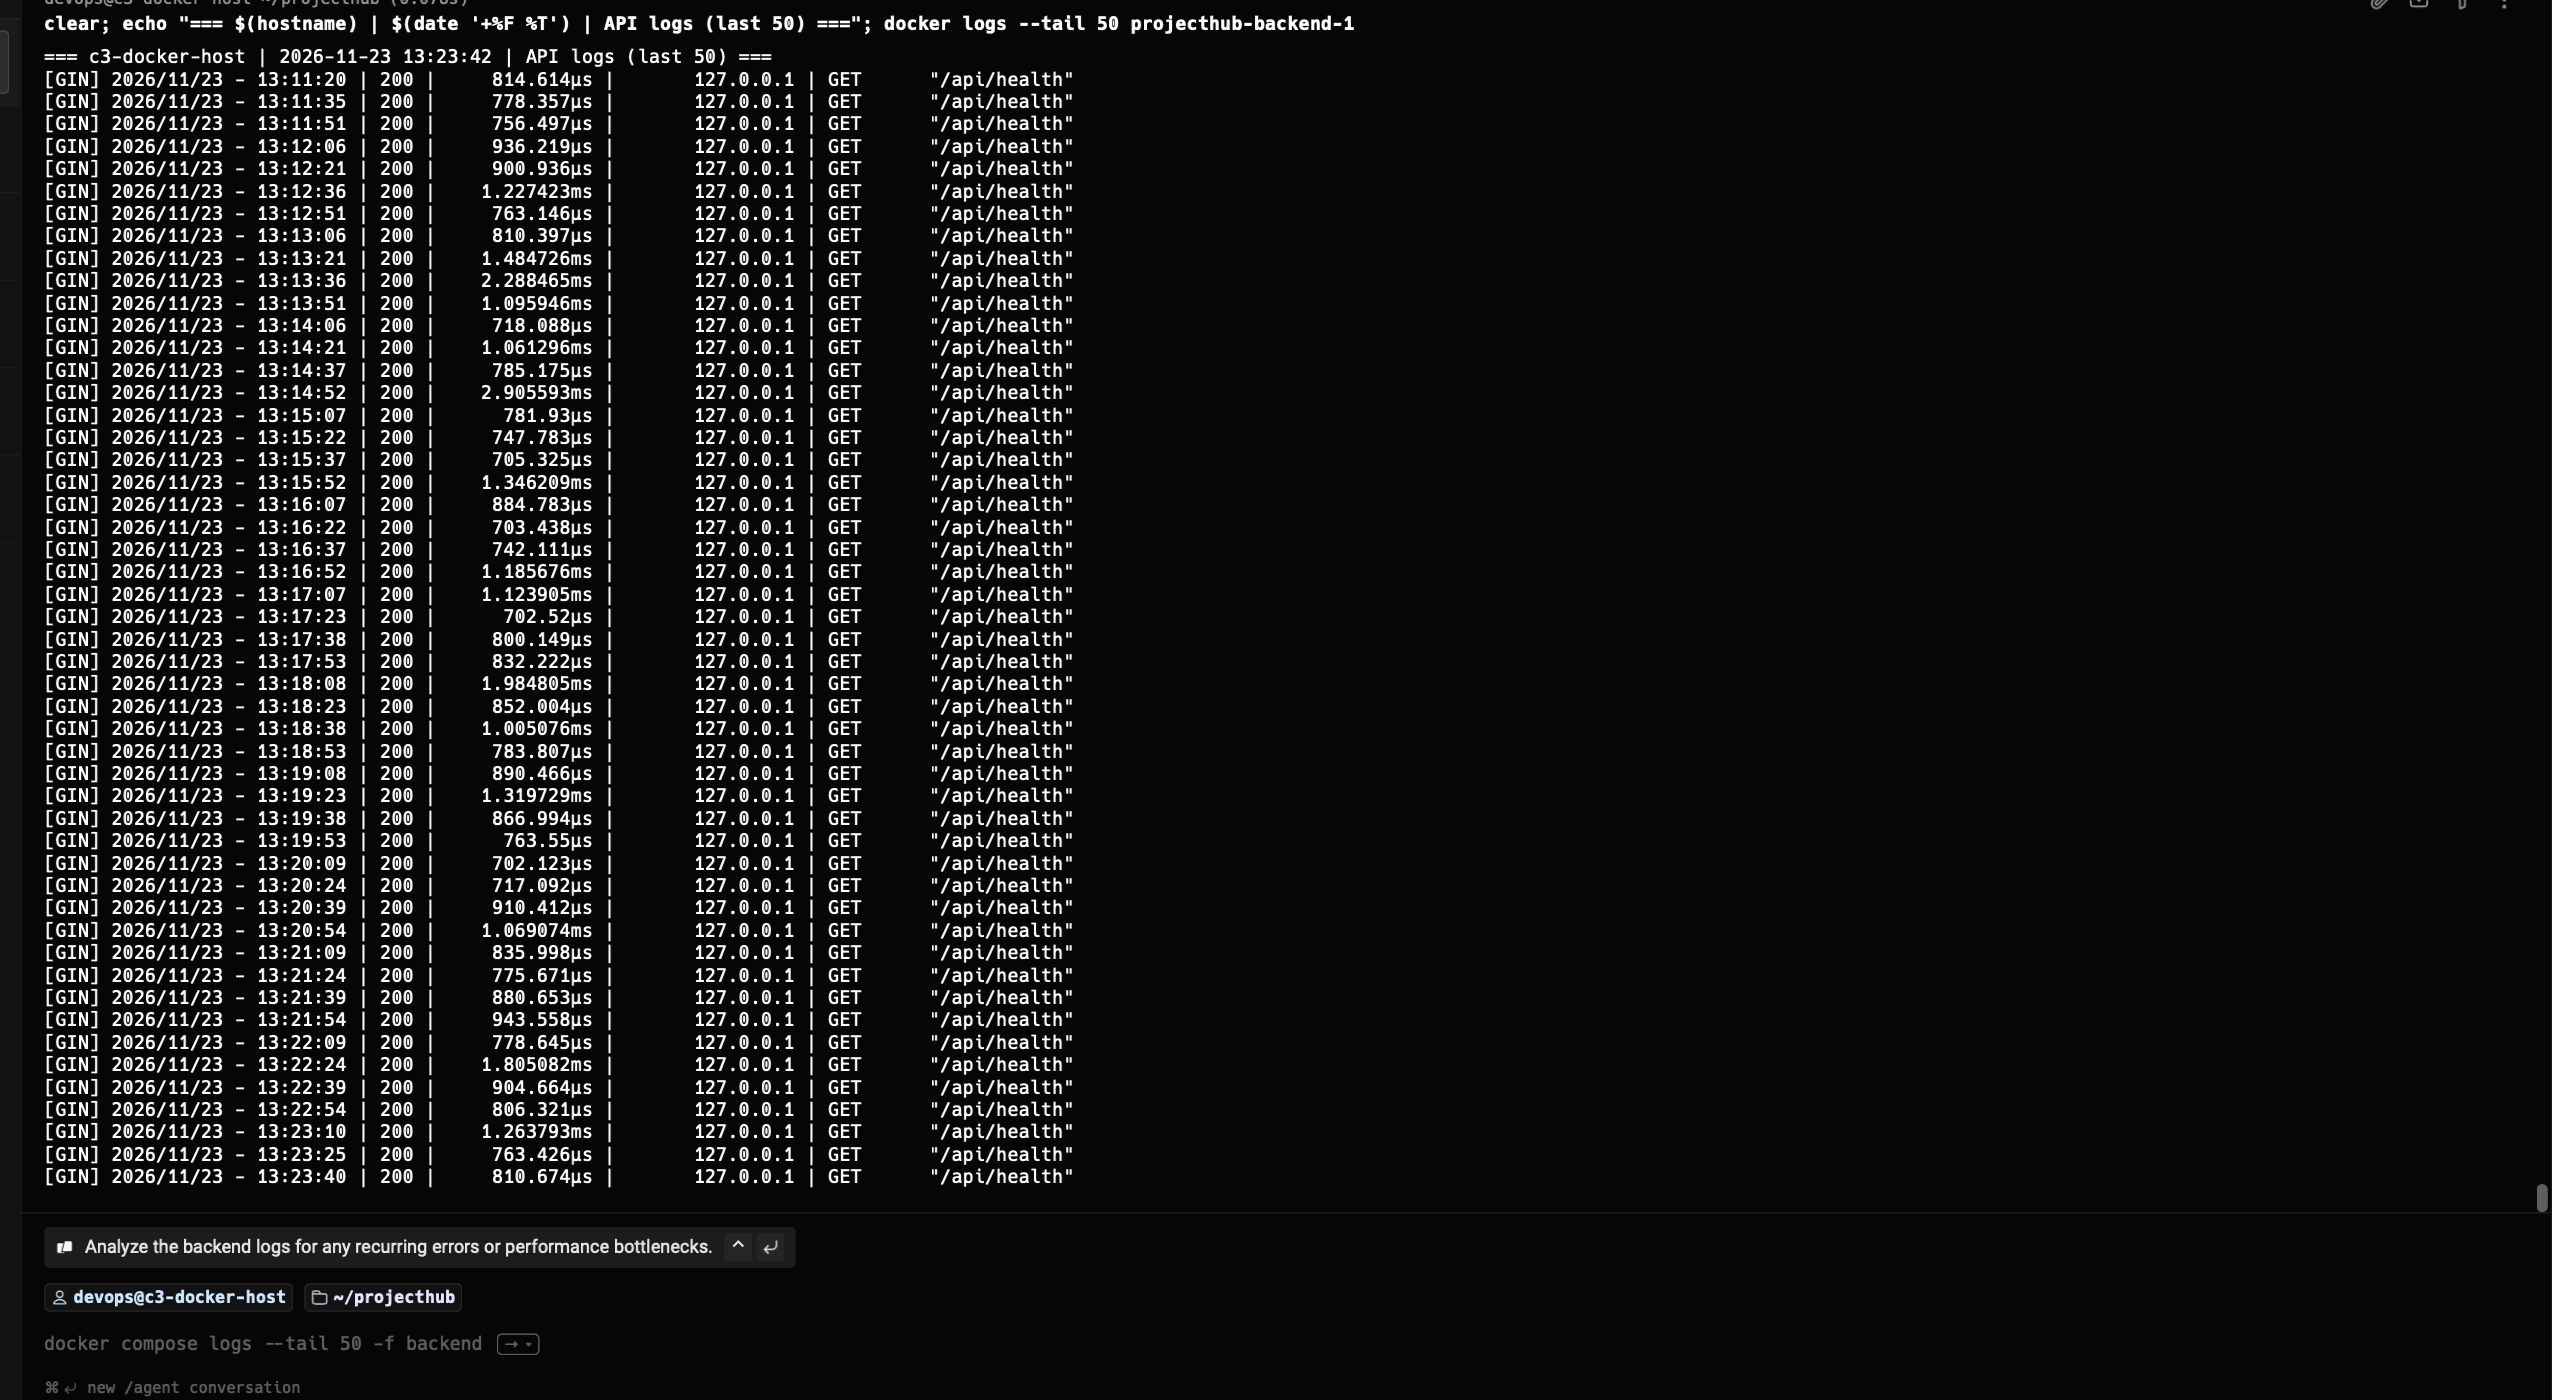 devops@c3-docker-host ~/projecthub (0.078s)
clear; echo "=== $(hostname) | $(date '+%F %T') | API logs (last 50) ==="; docker logs --tail 50 projecthub-backend-1
=== c3-docker-host | 2026-11-23 13:23:42 | API logs (last 50) ===
[GIN] 2026/11/23 - 13:11:20 | 200 | 814.614µs | 127.0.0.1 | GET "/api/health"
[GIN] 2026/11/23 - 13:11:35 | 200 | 778.357µs | 127.0.0.1 | GET "/api/health"
[GIN] 2026/11/23 - 13:11:51 | 200 | 756.497µs | 127.0.0.1 | GET "/api/health"
[GIN] 2026/11/23 - 13:12:06 | 200 | 936.219µs | 127.0.0.1 | GET "/api/health"
[GIN] 2026/11/23 - 13:12:21 | 200 | 900.936µs | 127.0.0.1 | GET "/api/health"
[GIN] 2026/11/23 - 13:12:36 | 200 | 1.227423ms | 127.0.0.1 | GET "/api/health"
[GIN] 2026/11/23 - 13:12:51 | 200 | 763.146µs | 127.0.0.1 | GET "/api/health"
[GIN] 2026/11/23 - 13:13:06 | 200 | 810.397µs | 127.0.0.1 | GET "/api/health"
[GIN] 2026/11/23 - 13:13:21 | 200 | 1.484726ms | 127.0.0.1 | GET "/api/health"
[GIN] 2026/11/23 - 13:13:36 | 200 | 2.288465ms | 127.0.0.1 | GET "/api/health"
[GIN] 2026/11/23 - 13:13:51 | 200 | 1.095946ms | 127.0.0.1 | GET "/api/health"
[GIN] 2026/11/23 - 13:14:06 | 200 | 718.088µs | 127.0.0.1 | GET "/api/health"
[GIN] 2026/11/23 - 13:14:21 | 200 | 1.061296ms | 127.0.0.1 | GET "/api/health"
[GIN] 2026/11/23 - 13:14:37 | 200 | 785.175µs | 127.0.0.1 | GET "/api/health"
[GIN] 2026/11/23 - 13:14:52 | 200 | 2.905593ms | 127.0.0.1 | GET "/api/health"
[GIN] 2026/11/23 - 13:15:07 | 200 | 781.93µs | 127.0.0.1 | GET "/api/health"
[GIN] 2026/11/23 - 13:15:22 | 200 | 747.783µs | 127.0.0.1 | GET "/api/health"
[GIN] 2026/11/23 - 13:15:37 | 200 | 705.325µs | 127.0.0.1 | GET "/api/health"
[GIN] 2026/11/23 - 13:15:52 | 200 | 1.346209ms | 127.0.0.1 | GET "/api/health"
[GIN] 2026/11/23 - 13:16:07 | 200 | 884.783µs | 127.0.0.1 | GET "/api/health"
[GIN] 2026/11/23 - 13:16:22 | 200 | 703.438µs | 127.0.0.1 | GET "/api/health"
[GIN] 2026/11/23 - 13:16:37 | 200 | 742.111µs | 127.0.0.1 | GET "/api/health"
[GIN] 2026/11/23 - 13:16:52 | 200 | 1.185676ms | 127.0.0.1 | GET "/api/health"
[GIN] 2026/11/23 - 13:17:07 | 200 | 1.123905ms | 127.0.0.1 | GET "/api/health"
[GIN] 2026/11/23 - 13:17:23 | 200 | 702.52µs | 127.0.0.1 | GET "/api/health"
[GIN] 2026/11/23 - 13:17:38 | 200 | 800.149µs | 127.0.0.1 | GET "/api/health"
[GIN] 2026/11/23 - 13:17:53 | 200 | 832.222µs | 127.0.0.1 | GET "/api/health"
[GIN] 2026/11/23 - 13:18:08 | 200 | 1.984805ms | 127.0.0.1 | GET "/api/health"
[GIN] 2026/11/23 - 13:18:23 | 200 | 852.004µs | 127.0.0.1 | GET "/api/health"
[GIN] 2026/11/23 - 13:18:38 | 200 | 1.005076ms | 127.0.0.1 | GET "/api/health"
[GIN] 2026/11/23 - 13:18:53 | 200 | 783.807µs | 127.0.0.1 | GET "/api/health"
[GIN] 2026/11/23 - 13:19:08 | 200 | 890.466µs | 127.0.0.1 | GET "/api/health"
[GIN] 2026/11/23 - 13:19:23 | 200 | 1.319729ms | 127.0.0.1 | GET "/api/health"
[GIN] 2026/11/23 - 13:19:38 | 200 | 866.994µs | 127.0.0.1 | GET "/api/health"
[GIN] 2026/11/23 - 13:19:53 | 200 | 763.55µs | 127.0.0.1 | GET "/api/health"
[GIN] 2026/11/23 - 13:20:09 | 200 | 702.123µs | 127.0.0.1 | GET "/api/health"
[GIN] 2026/11/23 - 13:20:24 | 200 | 717.092µs | 127.0.0.1 | GET "/api/health"
[GIN] 2026/11/23 - 13:20:39 | 200 | 910.412µs | 127.0.0.1 | GET "/api/health"
[GIN] 2026/11/23 - 13:20:54 | 200 | 1.069074ms | 127.0.0.1 | GET "/api/health"
[GIN] 2026/11/23 - 13:21:09 | 200 | 835.998µs | 127.0.0.1 | GET "/api/health"
[GIN] 2026/11/23 - 13:21:24 | 200 | 775.671µs | 127.0.0.1 | GET "/api/health"
[GIN] 2026/11/23 - 13:21:39 | 200 | 880.653µs | 127.0.0.1 | GET "/api/health"
[GIN] 2026/11/23 - 13:21:54 | 200 | 943.558µs | 127.0.0.1 | GET "/api/health"
[GIN] 2026/11/23 - 13:22:09 | 200 | 778.645µs | 127.0.0.1 | GET "/api/health"
[GIN] 2026/11/23 - 13:22:24 | 200 | 1.805082ms | 127.0.0.1 | GET "/api/health"
[GIN] 2026/11/23 - 13:22:39 | 200 | 904.664µs | 127.0.0.1 | GET "/api/health"
[GIN] 2026/11/23 - 13:22:54 | 200 | 806.321µs | 127.0.0.1 | GET "/api/health"
[GIN] 2026/11/23 - 13:23:10 | 200 | 1.263793ms | 127.0.0.1 | GET "/api/health"
[GIN] 2026/11/23 - 13:23:25 | 200 | 763.426µs | 127.0.0.1 | GET "/api/health"
[GIN] 2026/11/23 - 13:23:40 | 200 | 810.674µs | 127.0.0.1 | GET "/api/health"
Analyze the backend logs for any recurring errors or performance bottlenecks.
devops@c3-docker-host ~/projecthub
docker compose logs --tail 50 -f backend
⌘⏎ new /agent conversation